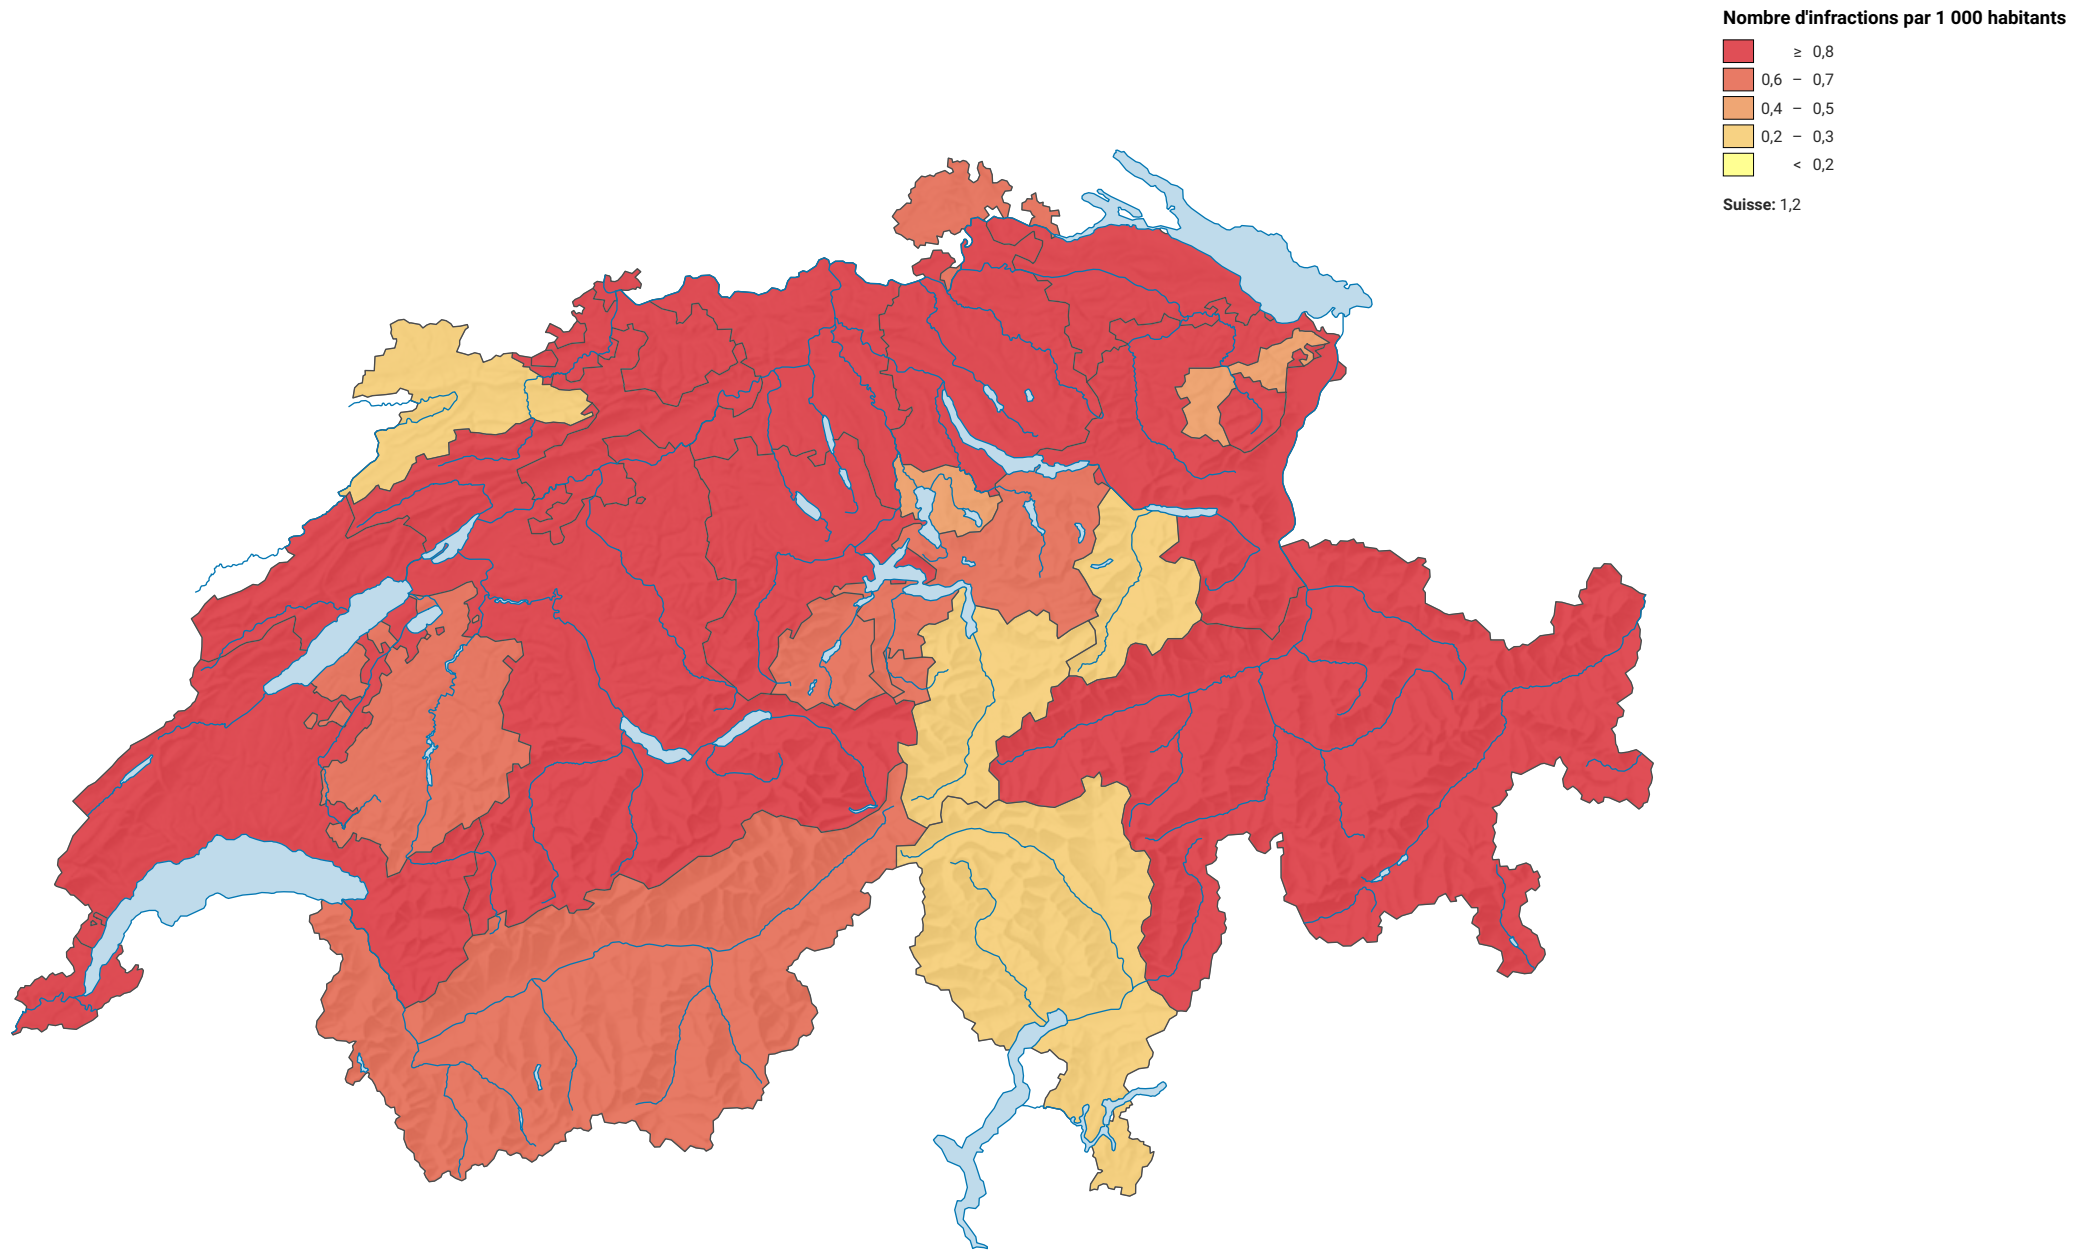 Nombre d'infractions par 1 000 habitants
≥ 0,8
0,6 – 0,7
0,4 – 0,5
0,2 – 0,3
< 0,2
Suisse: 1,2